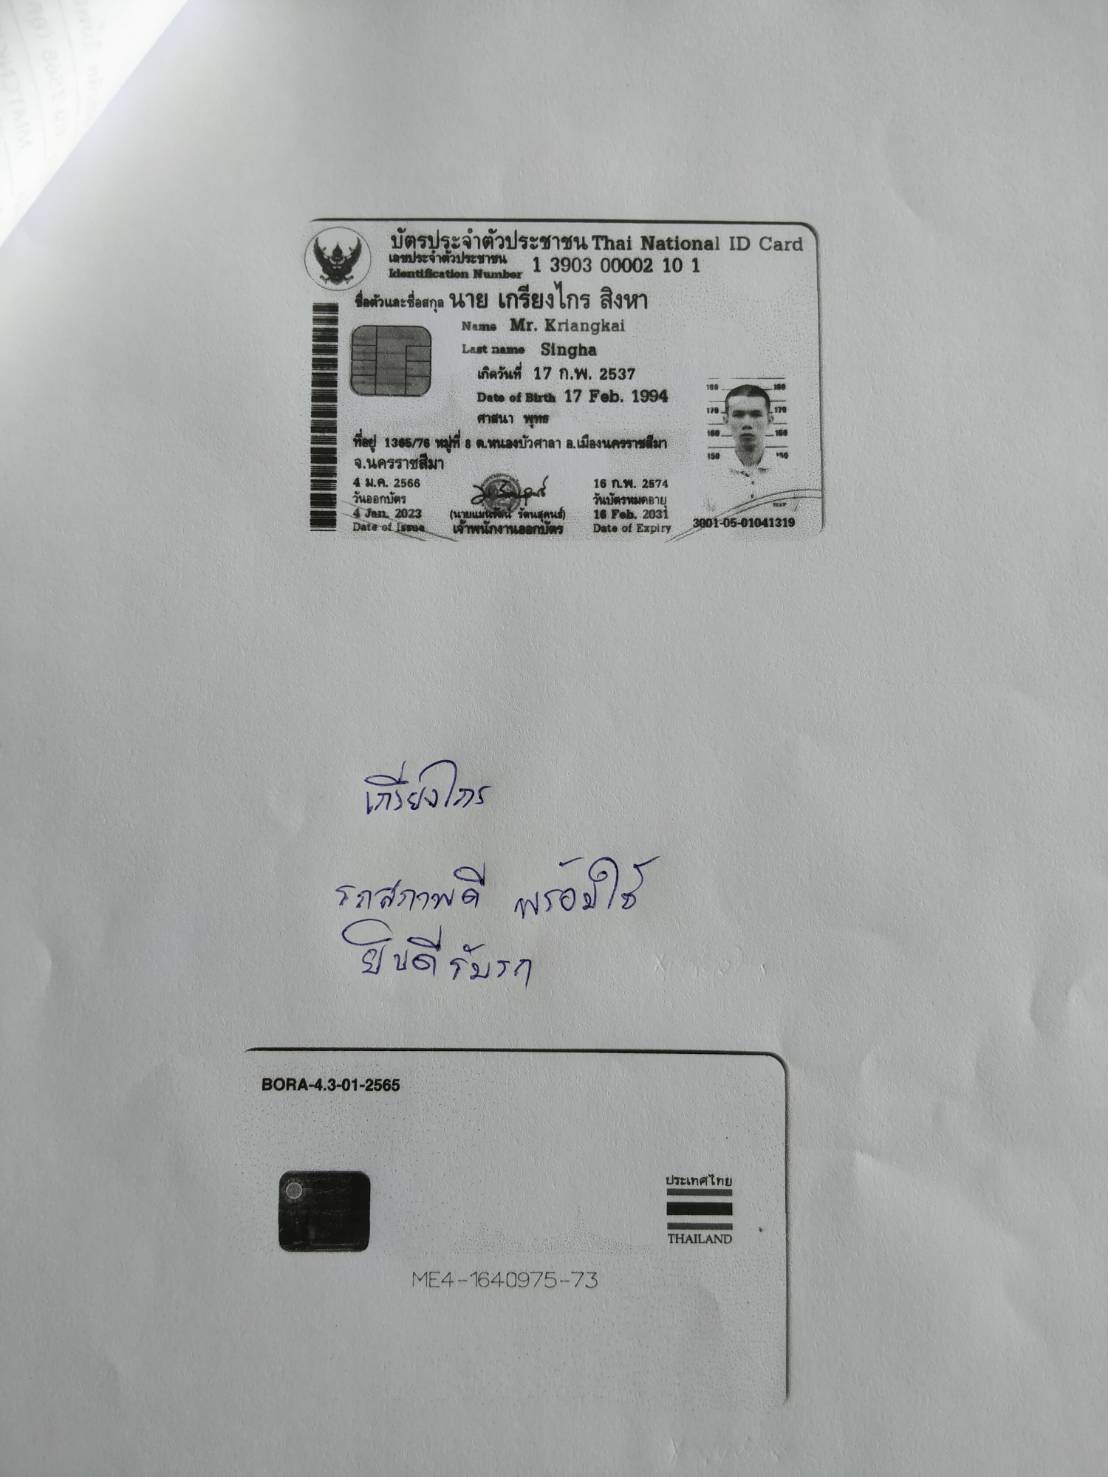 บัตรประจำตัวประชาชน Thai National ID Card
เลขประจำตัวประชาชน
Identification Number 1 3903 00002 10 1
ชื่อตัวและชื่อสกุล นาย เกรียงไกร สิงหา
Name Mr. Kriangkai
Last name Singha
เกิดวันที่ 17 ก.พ. 2537
Date of Birth 17 Feb. 1994
ศาสนา พุทธ
ที่อยู่ 1365/76 หมู่ที่ 8 ต.หนองบัวศาลา อ.เมืองนครราชสีมา
จ.นครราชสีมา
4 ม.ค. 2566
วันออกบัตร
4 Jan. 2023
Date of Issue
เจ้าพนักงานออกบัตร
16 ก.พ. 2574
วันบัตรหมดอายุ
16 Feb. 2031
Date of Expiry
180 180
170 170
160 160
150 150
3001-05-01041319
เกรียงไกร
รถสภาพดี พร้อมใช้
ยินดีรับรถ
BORA-4.3-01-2565
ประเทศไทย
THAILAND
ME4-1640975-73